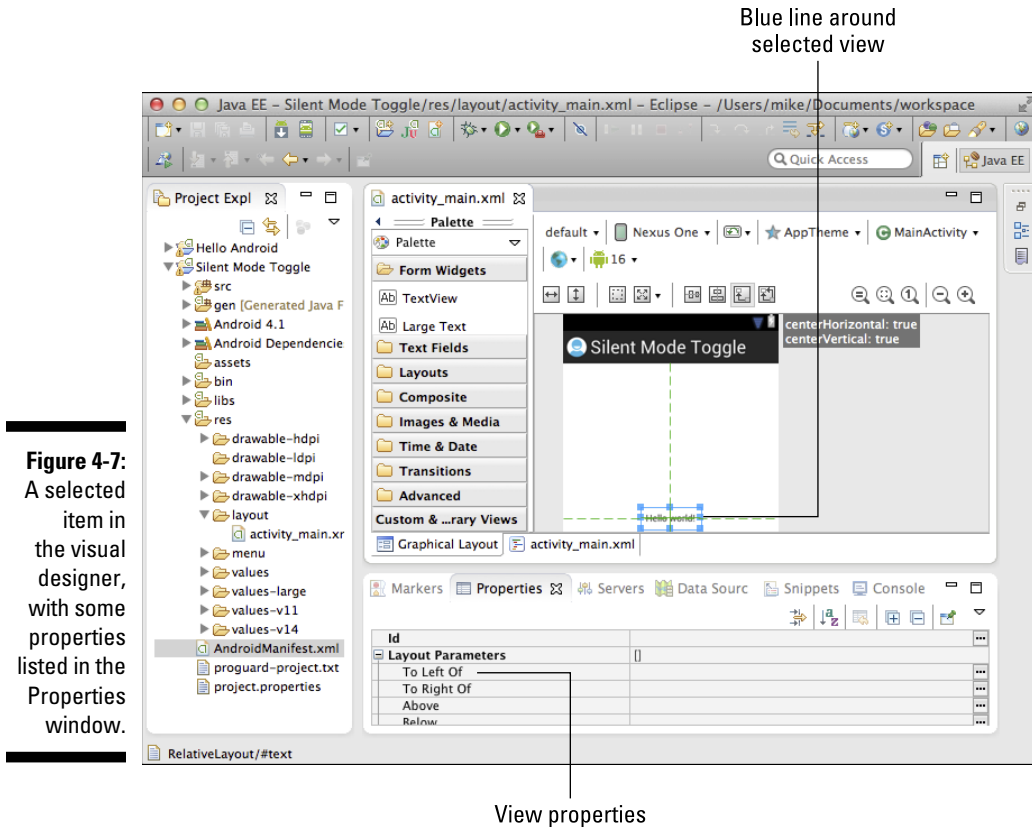 Blue line around
selected view
Java EE – Silent Mode Toggle/res/layout/activity_main.xml – Eclipse – /Users/mike/Documents/workspace
Quick Access
Java EE
Project Expl
Hello Android
Silent Mode Toggle
src
gen [Generated Java F
Android 4.1
Android Dependencie
assets
bin
libs
res
drawable-hdpi
drawable-ldpi
drawable-mdpi
drawable-xhdpi
layout
activity_main.xr
menu
values
values-large
values-v11
values-v14
AndroidManifest.xml
proguard-project.txt
project.properties
activity_main.xml
Palette
Palette
Form Widgets
Ab TextView
Ab Large Text
Text Fields
Layouts
Composite
Images & Media
Time & Date
Transitions
Advanced
Custom & ...rary Views
default
Nexus One
AppTheme
MainActivity
16
centerHorizontal: true
centerVertical: true
Silent Mode Toggle
Hello world!
Graphical Layout
activity_main.xml
Markers
Properties
Servers
Data Sourc
Snippets
Console
Id
Layout Parameters
[]
To Left Of
To Right Of
Above
Below
RelativeLayout/#text
Figure 4-7:
A selected
item in
the visual
designer,
with some
properties
listed in the
Properties
window.
View properties